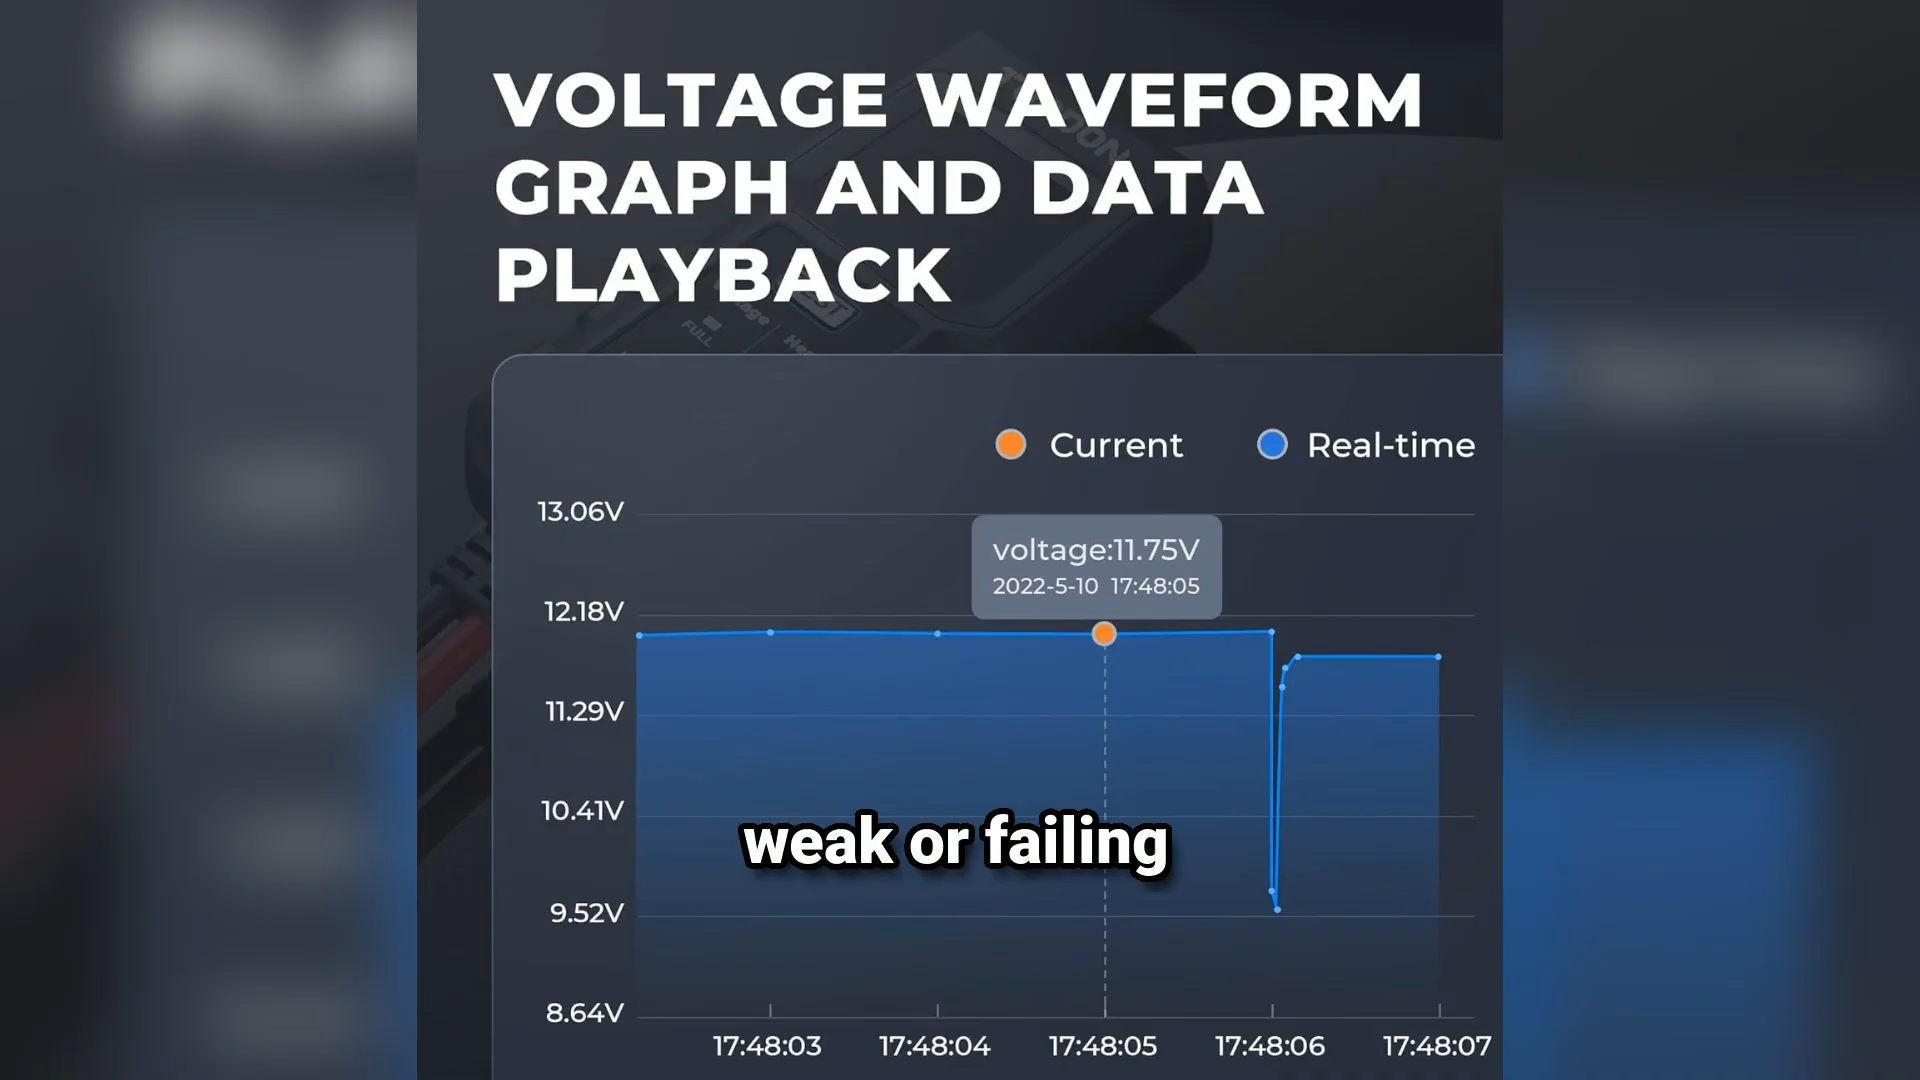 VOLTAGE WAVEFORM
GRAPH AND DATA
PLAYBACK
Current
Real-time
13.06V
voltage:11.75V
2022-5-10 17:48:05
12.18V
11.29V
10.41V
weak or failing
9.52V
8.64V
17:48:03
17:48:04
17:48:05
17:48:06
17:48:07
FULL